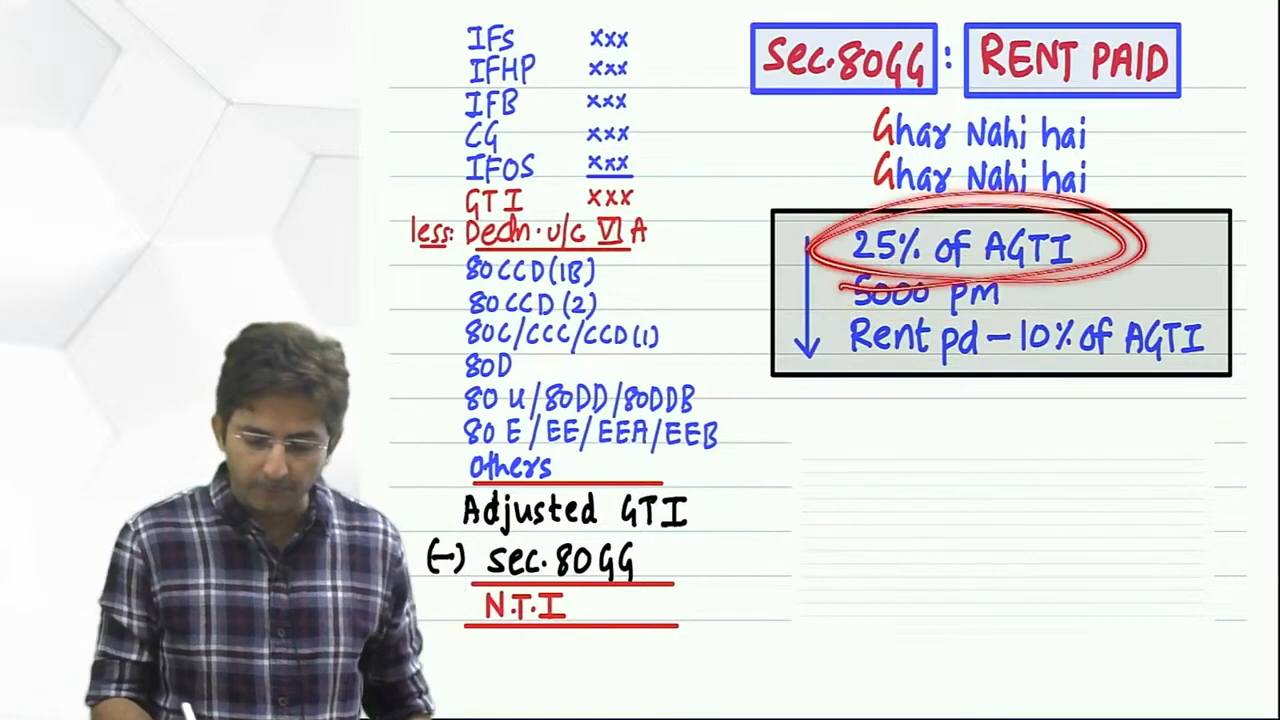 IFS xxx
IFHP xxx
IFB xxx
CG xxx
IFOS xxx
GTI xxx
less: Dedn. u/c VI A
80CCD(1B)
80CCD(2)
80C/CCC/CCD(1)
80D
80 U/80DD/80DDB
80 E/EE/EEA/EEB
Others
Adjusted GTI
(-) Sec.80GG
N.T.I
Sec.80GG : RENT PAID
Ghar Nahi hai
Ghar Nahi hai
25% of AGTI
5000 pm
Rent pd - 10% of AGTI